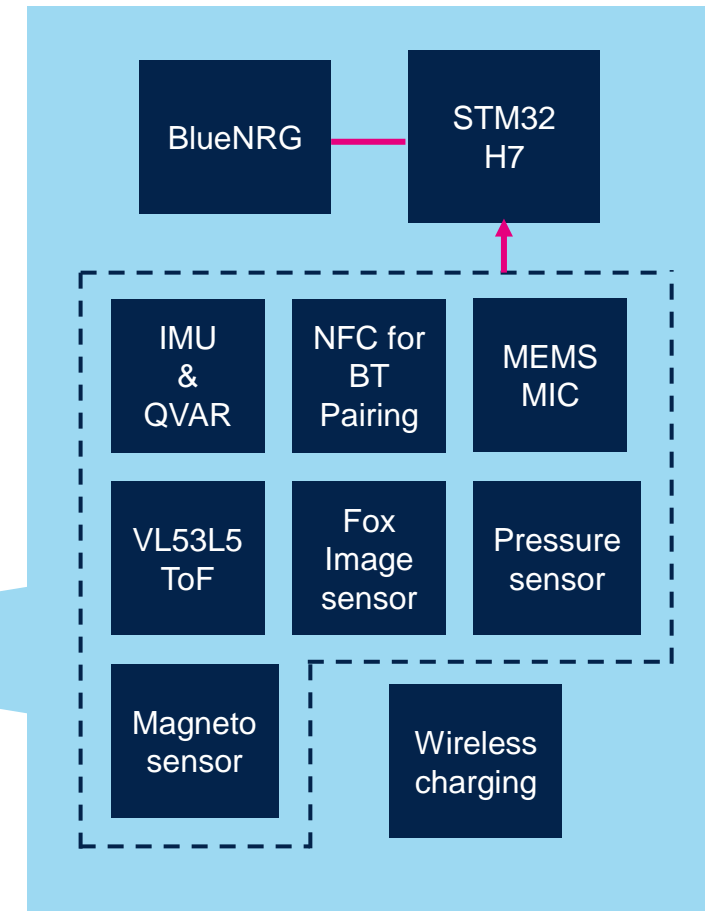 BlueNRG
STM32
H7
IMU
&
QVAR
NFC for
BT
Pairing
MEMS
MIC
VL53L5
ToF
Fox
Image
sensor
Pressure
sensor
Magneto
sensor
Wireless
charging